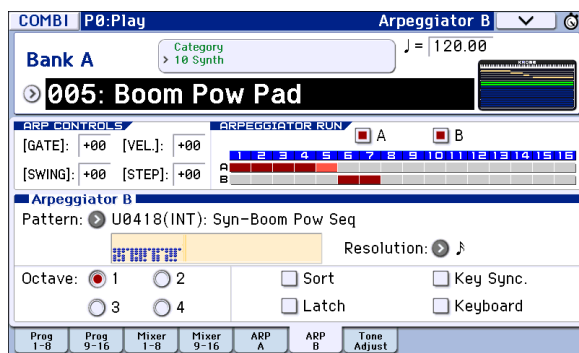 COMBI P0:Play Arpeggiator B
Bank A
Category
10 Synth
♩= 120.00
KRONOS
005: Boom Pow Pad
ARP CONTROLS
ARPEGGIATOR RUN
A B
[GATE]: +00 [VEL.]: +00
[SWING]: +00 [STEP]: +00
1 2 3 4 5 6 7 8 9 10 11 12 13 14 15 16
A
B
Arpeggiator B
Pattern: U0418(INT): Syn-Boom Pow Seq
Resolution: ♪
Octave: 1 2
3 4
Sort Key Sync.
Latch Keyboard
Prog 1-8 Prog 9-16 Mixer 1-8 Mixer 9-16 ARP A ARP B Tone Adjust